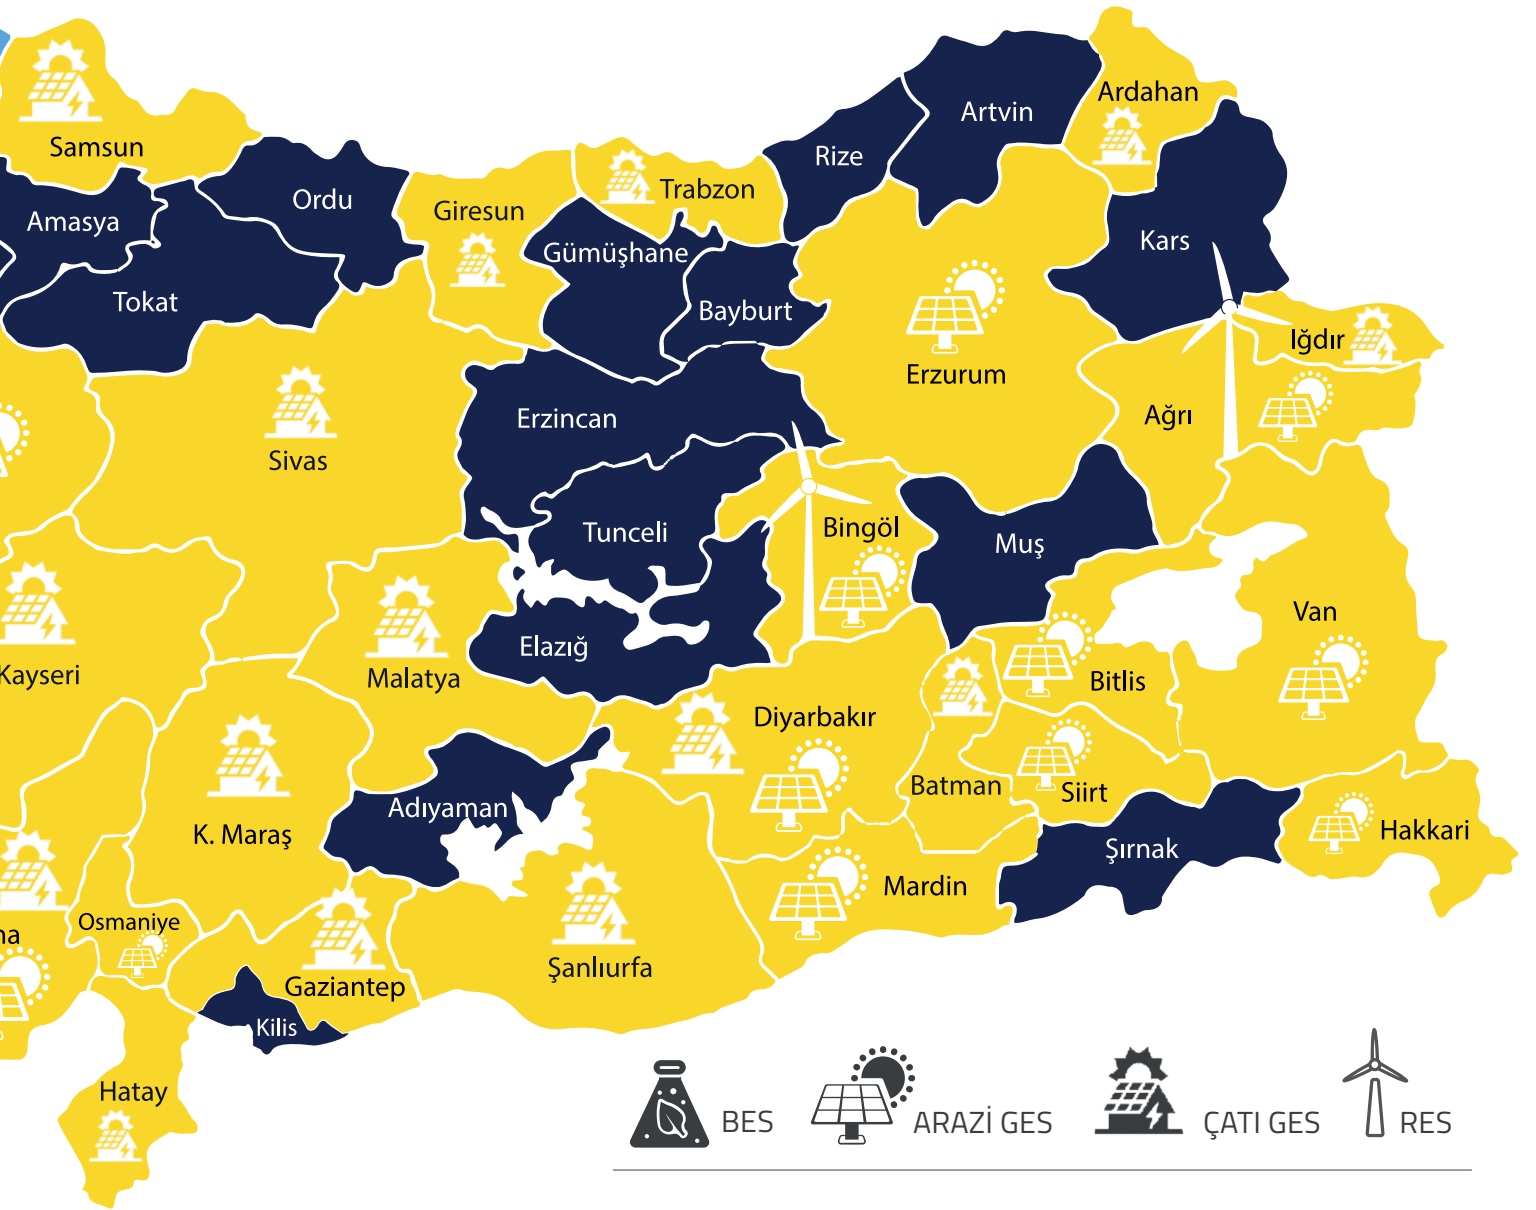 Ardahan
Artvin
Samsun
Rize
Trabzon
Ordu
Giresun
Amasya
Kars
Gümüşhane
Tokat
Bayburt
Iğdır
Erzurum
Ağrı
Erzincan
Sivas
Bingöl
Tunceli
Muş
Van
Elazığ
Kayseri
Malatya
Bitlis
Diyarbakır
Batman
Siirt
Adıyaman
K. Maraş
Hakkari
Şırnak
Mardin
Osmaniye
na
Şanlıurfa
Gaziantep
Kilis
Hatay
BES
ARAZİ GES
ÇATI GES
RES